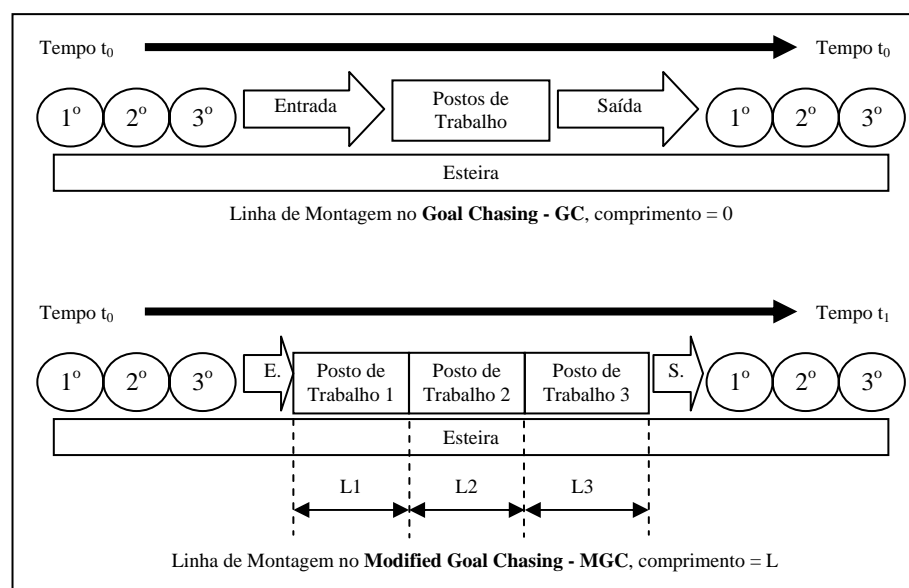 Tempo t₀ Tempo t₀
1º 2º 3º Entrada Postos de Trabalho Saída 1º 2º 3º
Esteira
Linha de Montagem no Goal Chasing - GC, comprimento = 0
Tempo t₀ Tempo t₁
1º 2º 3º E. Posto de Trabalho 1 Posto de Trabalho 2 Posto de Trabalho 3 S. 1º 2º 3º
Esteira
L1 L2 L3
Linha de Montagem no Modified Goal Chasing - MGC, comprimento = L